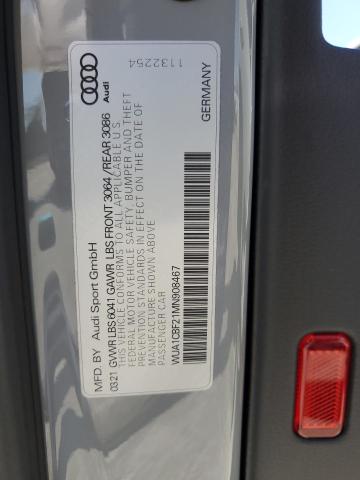 MFD. BY Audi Sport GmbH
0321 GVWR LBS 6041 GAWR LBS FRONT 3064 /REAR 3086
THIS VEHICLE CONFORMS TO ALL APPLICABLE U.S.
FEDERAL MOTOR VEHICLE SAFETY, BUMPER AND THEFT
PREVENTION STANDARDS IN EFFECT ON THE DATE OF
MANUFACTURE SHOWN ABOVE.
PASSENGER CAR
WUA1CBF21MN908467
GERMANY
Audi
1132254